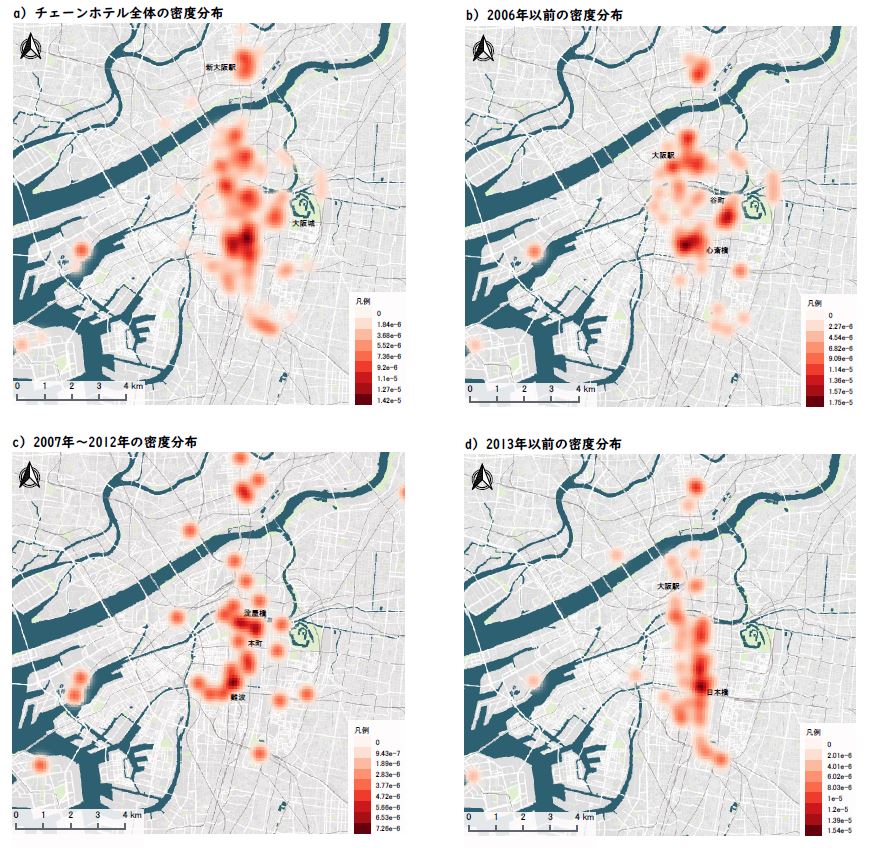 a) チェーンホテル全体の密度分布
新大阪駅
大阪城
凡例
0
1.84e-6
3.68e-6
5.52e-6
7.36e-6
9.2e-6
1.1e-5
1.27e-5
1.42e-5
0 1 2 4 km
b) 2006年以前の密度分布
大阪駅
谷町
心斎橋
凡例
0
2.27e-6
4.54e-6
6.82e-6
9.09e-6
1.14e-5
1.36e-5
1.57e-5
1.75e-5
0 1 2 4 km
c) 2007年～2012年の密度分布
淀屋橋
本町
難波
凡例
0
9.43e-7
1.89e-6
2.83e-6
3.77e-6
4.72e-6
5.66e-6
6.53e-6
7.26e-6
0 1 2 4 km
d) 2013年以前の密度分布
大阪駅
日本橋
凡例
0
2.01e-6
4.01e-6
6.02e-6
8.03e-6
1e-5
1.2e-5
1.39e-5
1.54e-5
0 1 2 4 km